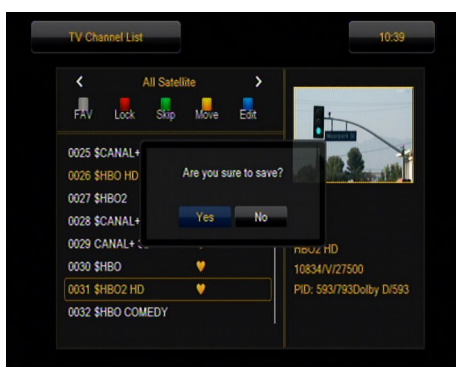 TV Channel List
10:39
All Satellite
FAV Lock Skip Move Edit
0025 $CANAL+
0026 $HBO HD
0027 $HBO2
0028 $CANAL+
0029 CANAL+
0030 $HBO
0031 $HBO2 HD
0032 $HBO COMEDY
Are you sure to save?
Yes No
HBO2 HD
10834/V/27500
PID: 593/793Dolby D/593